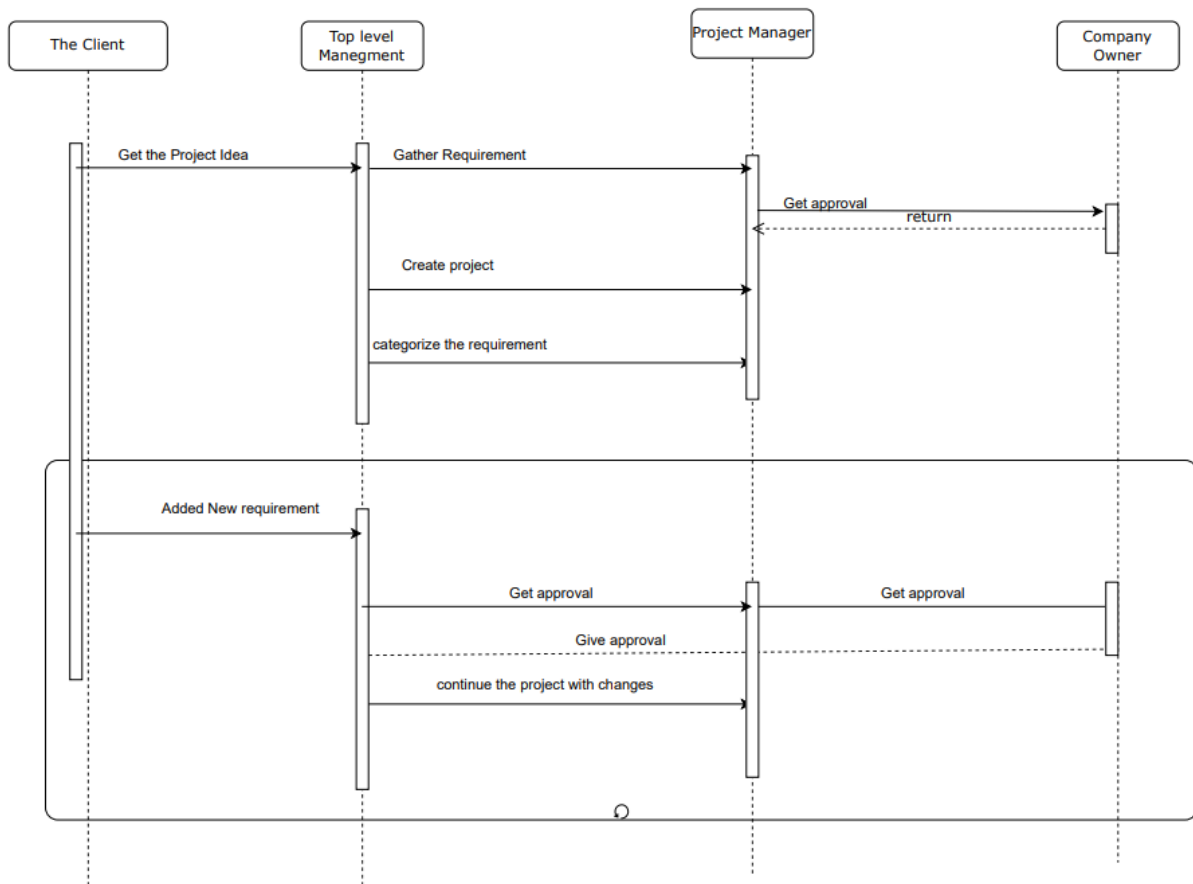 The Client
Top level
Manegment
Project Manager
Company
Owner
Get the Project Idea
Gather Requirement
Get approval
return
Create project
categorize the requirement
Added New requirement
Get approval
Get approval
Give approval
continue the project with changes